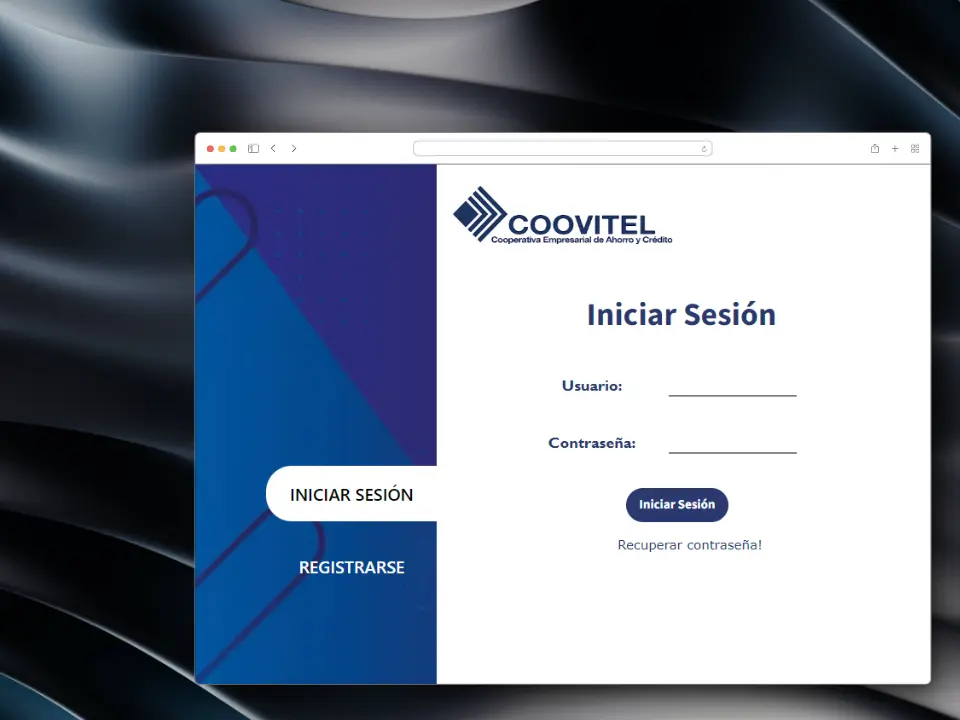 COOVITEL
Cooperativa Empresarial de Ahorro y Crédito
Iniciar Sesión
Usuario:
Contraseña:
Iniciar Sesión
Recuperar contraseña!
INICIAR SESIÓN
REGISTRARSE